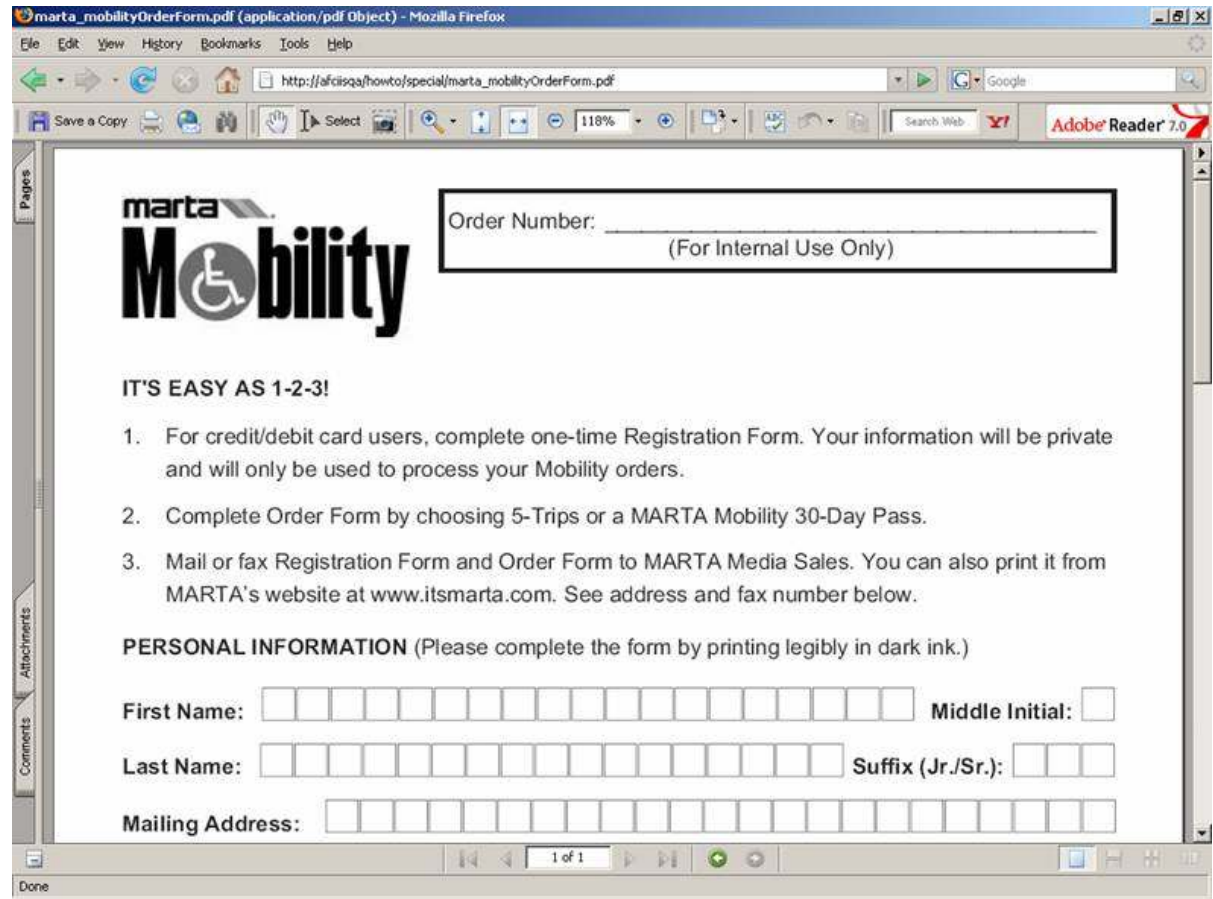 marta_mobilityOrderForm.pdf (application/pdf Object) - Mozilla Firefox
File Edit View History Bookmarks Tools Help
http://afciisqa/howto/special/marta_mobilityOrderForm.pdf Google
Save a Copy Select 118% Search Web Y! Adobe Reader 7.0
Pages
marta
Mobility
Order Number: ____________________
(For Internal Use Only)
IT'S EASY AS 1-2-3!
1. For credit/debit card users, complete one-time Registration Form. Your information will be private
and will only be used to process your Mobility orders.
2. Complete Order Form by choosing 5-Trips or a MARTA Mobility 30-Day Pass.
3. Mail or fax Registration Form and Order Form to MARTA Media Sales. You can also print it from
MARTA's website at www.itsmarta.com. See address and fax number below.
Attachments
PERSONAL INFORMATION (Please complete the form by printing legibly in dark ink.)
First Name: Middle Initial:
Comments
Last Name: Suffix (Jr./Sr.):
Mailing Address:
1 of 1
Done